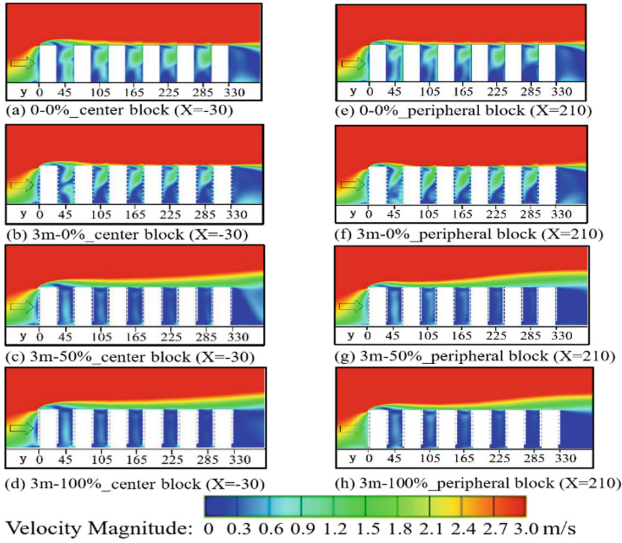 y 0 45 105 165 225 285 330
(a) 0-0%_center block (X=-30)
y 0 45 105 165 225 285 330
(e) 0-0%_peripheral block (X=210)
y 0 45 105 165 225 285 330
(b) 3m-0%_center block (X=-30)
y 0 45 105 165 225 285 330
(f) 3m-0%_peripheral block (X=210)
y 0 45 105 165 225 285 330
(c) 3m-50%_center block (X=-30)
y 0 45 105 165 225 285 330
(g) 3m-50%_peripheral block (X=210)
y 0 45 105 165 225 285 330
(d) 3m-100%_center block (X=-30)
y 0 45 105 165 225 285 330
(h) 3m-100%_peripheral block (X=210)
Velocity Magnitude: 0 0.3 0.6 0.9 1.2 1.5 1.8 2.1 2.4 2.7 3.0 m/s